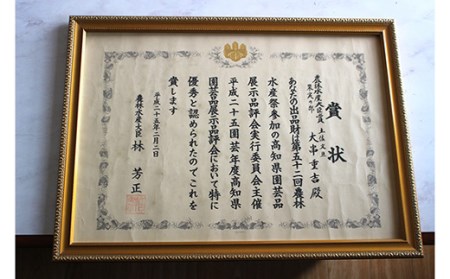 賞状
農林水産大臣賞
大串重吉殿
あなたの出品財は第五十二回農林
水産祭参加の高知県園芸品
展示品評会実行委員会主催
平成二十五園芸年度高知県
園芸品展示品評会において特に
優秀と認められたのでこれを
賞します
平成二十五年二月二日
農林水産大臣 林芳正